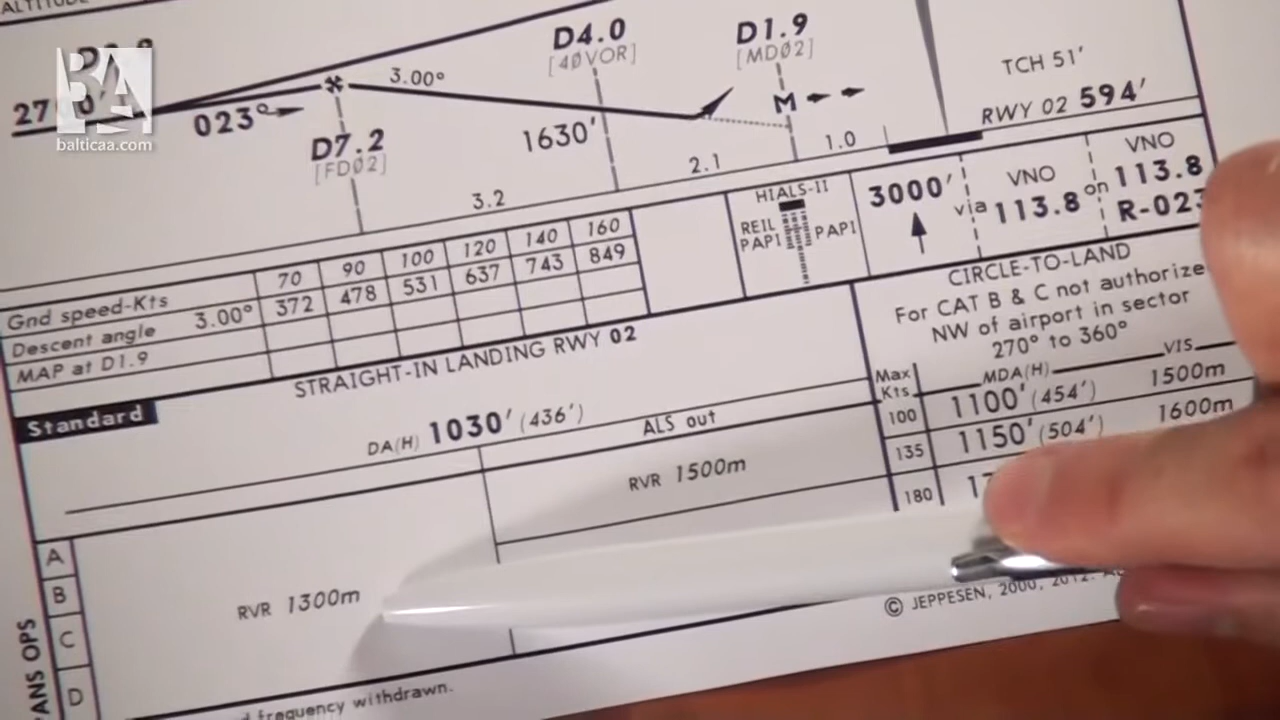 BA
balticaa.com
D4.0
[40VOR]
D1.9
[MD02]
3.00°
023°
D7.2
[FD02]
1630'
M
TCH 51'
RWY 02 594'
3.2
2.1
1.0
HIALS-II
REIL
PAPI
PAPI
3000'
via
VNO
113.8
on
VNO
113.8
R-023
Gnd speed-Kts 70 90 100 120 140 160
Descent angle 3.00° 372 478 531 637 743 849
MAP at D1.9
STRAIGHT-IN LANDING RWY 02
CIRCLE-TO-LAND
For CAT B & C not authorize
NW of airport in sector
270° to 360°
Standard
DA(H) 1030' (436')
ALS out
Max
Kts
MDA(H)
VIS
100 1100' (454') 1500m
135 1150' (504') 1600m
180
RVR 1500m
A
B
C
D
RVR 1300m
ANS OPS
© JEPPESEN, 2000, 2012.
frequency withdrawn.